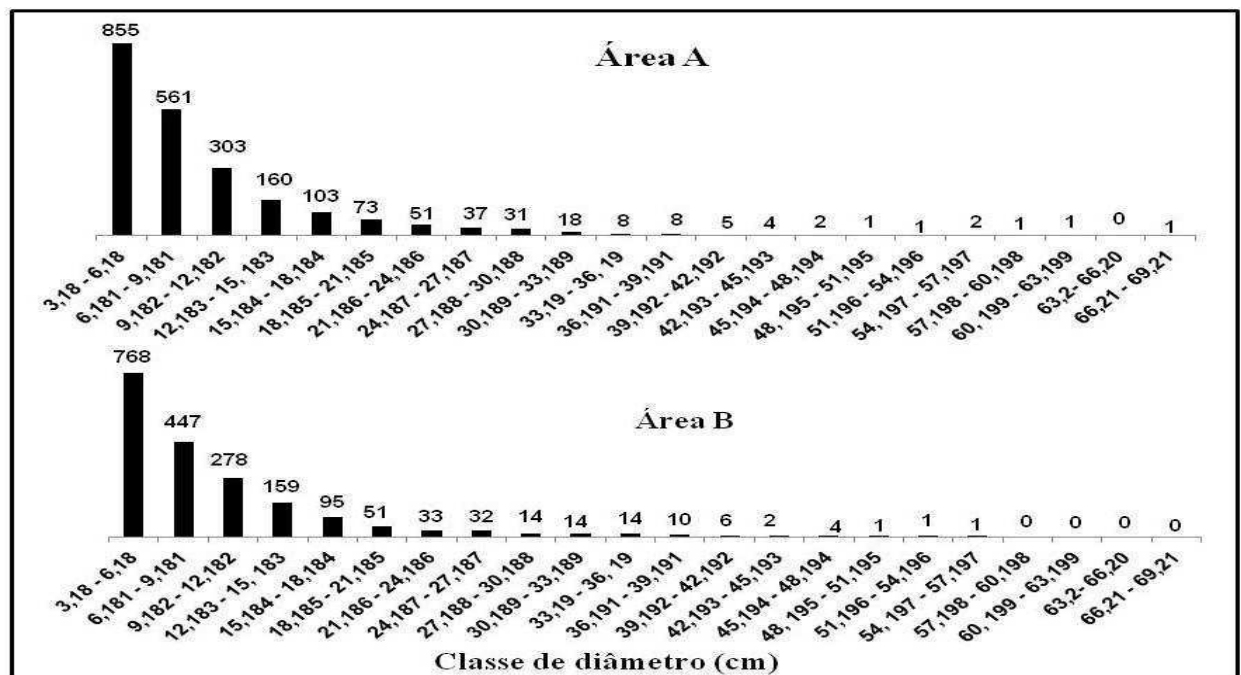 Área A
855
561
303
160
103
73
51
37
31
18
8
8
5
4
2
1
1
2
1
1
0
1
3,18 - 6,18
6,181 - 9,181
9,182 - 12,182
12,183 - 15, 183
15,184 - 18,184
18,185 - 21,185
21,186 - 24,186
24,187 - 27,187
27,188 - 30,188
30,189 - 33,189
33,19 - 36, 19
36,191 - 39,191
39,192 - 42,192
42,193 - 45,193
45,194 - 48,194
48, 195 - 51,195
51,196 - 54,196
54, 197 - 57,197
57,198 - 60,198
60, 199 - 63,199
63,2- 66,20
66,21 - 69,21
Área B
768
447
278
159
95
51
33
32
14
14
14
10
6
2
4
1
1
1
0
0
0
0
3,18 - 6,18
6,181 - 9,181
9,182 - 12,182
12,183 - 15, 183
15,184 - 18,184
18,185 - 21,185
21,186 - 24,186
24,187 - 27,187
27,188 - 30,188
30,189 - 33,189
33,19 - 36, 19
36,191 - 39,191
39,192 - 42,192
42,193 - 45,193
45,194 - 48,194
48, 195 - 51,195
51,196 - 54,196
54, 197 - 57,197
57,198 - 60,198
60, 199 - 63,199
63,2- 66,20
66,21 - 69,21
Classe de diâmetro (cm)